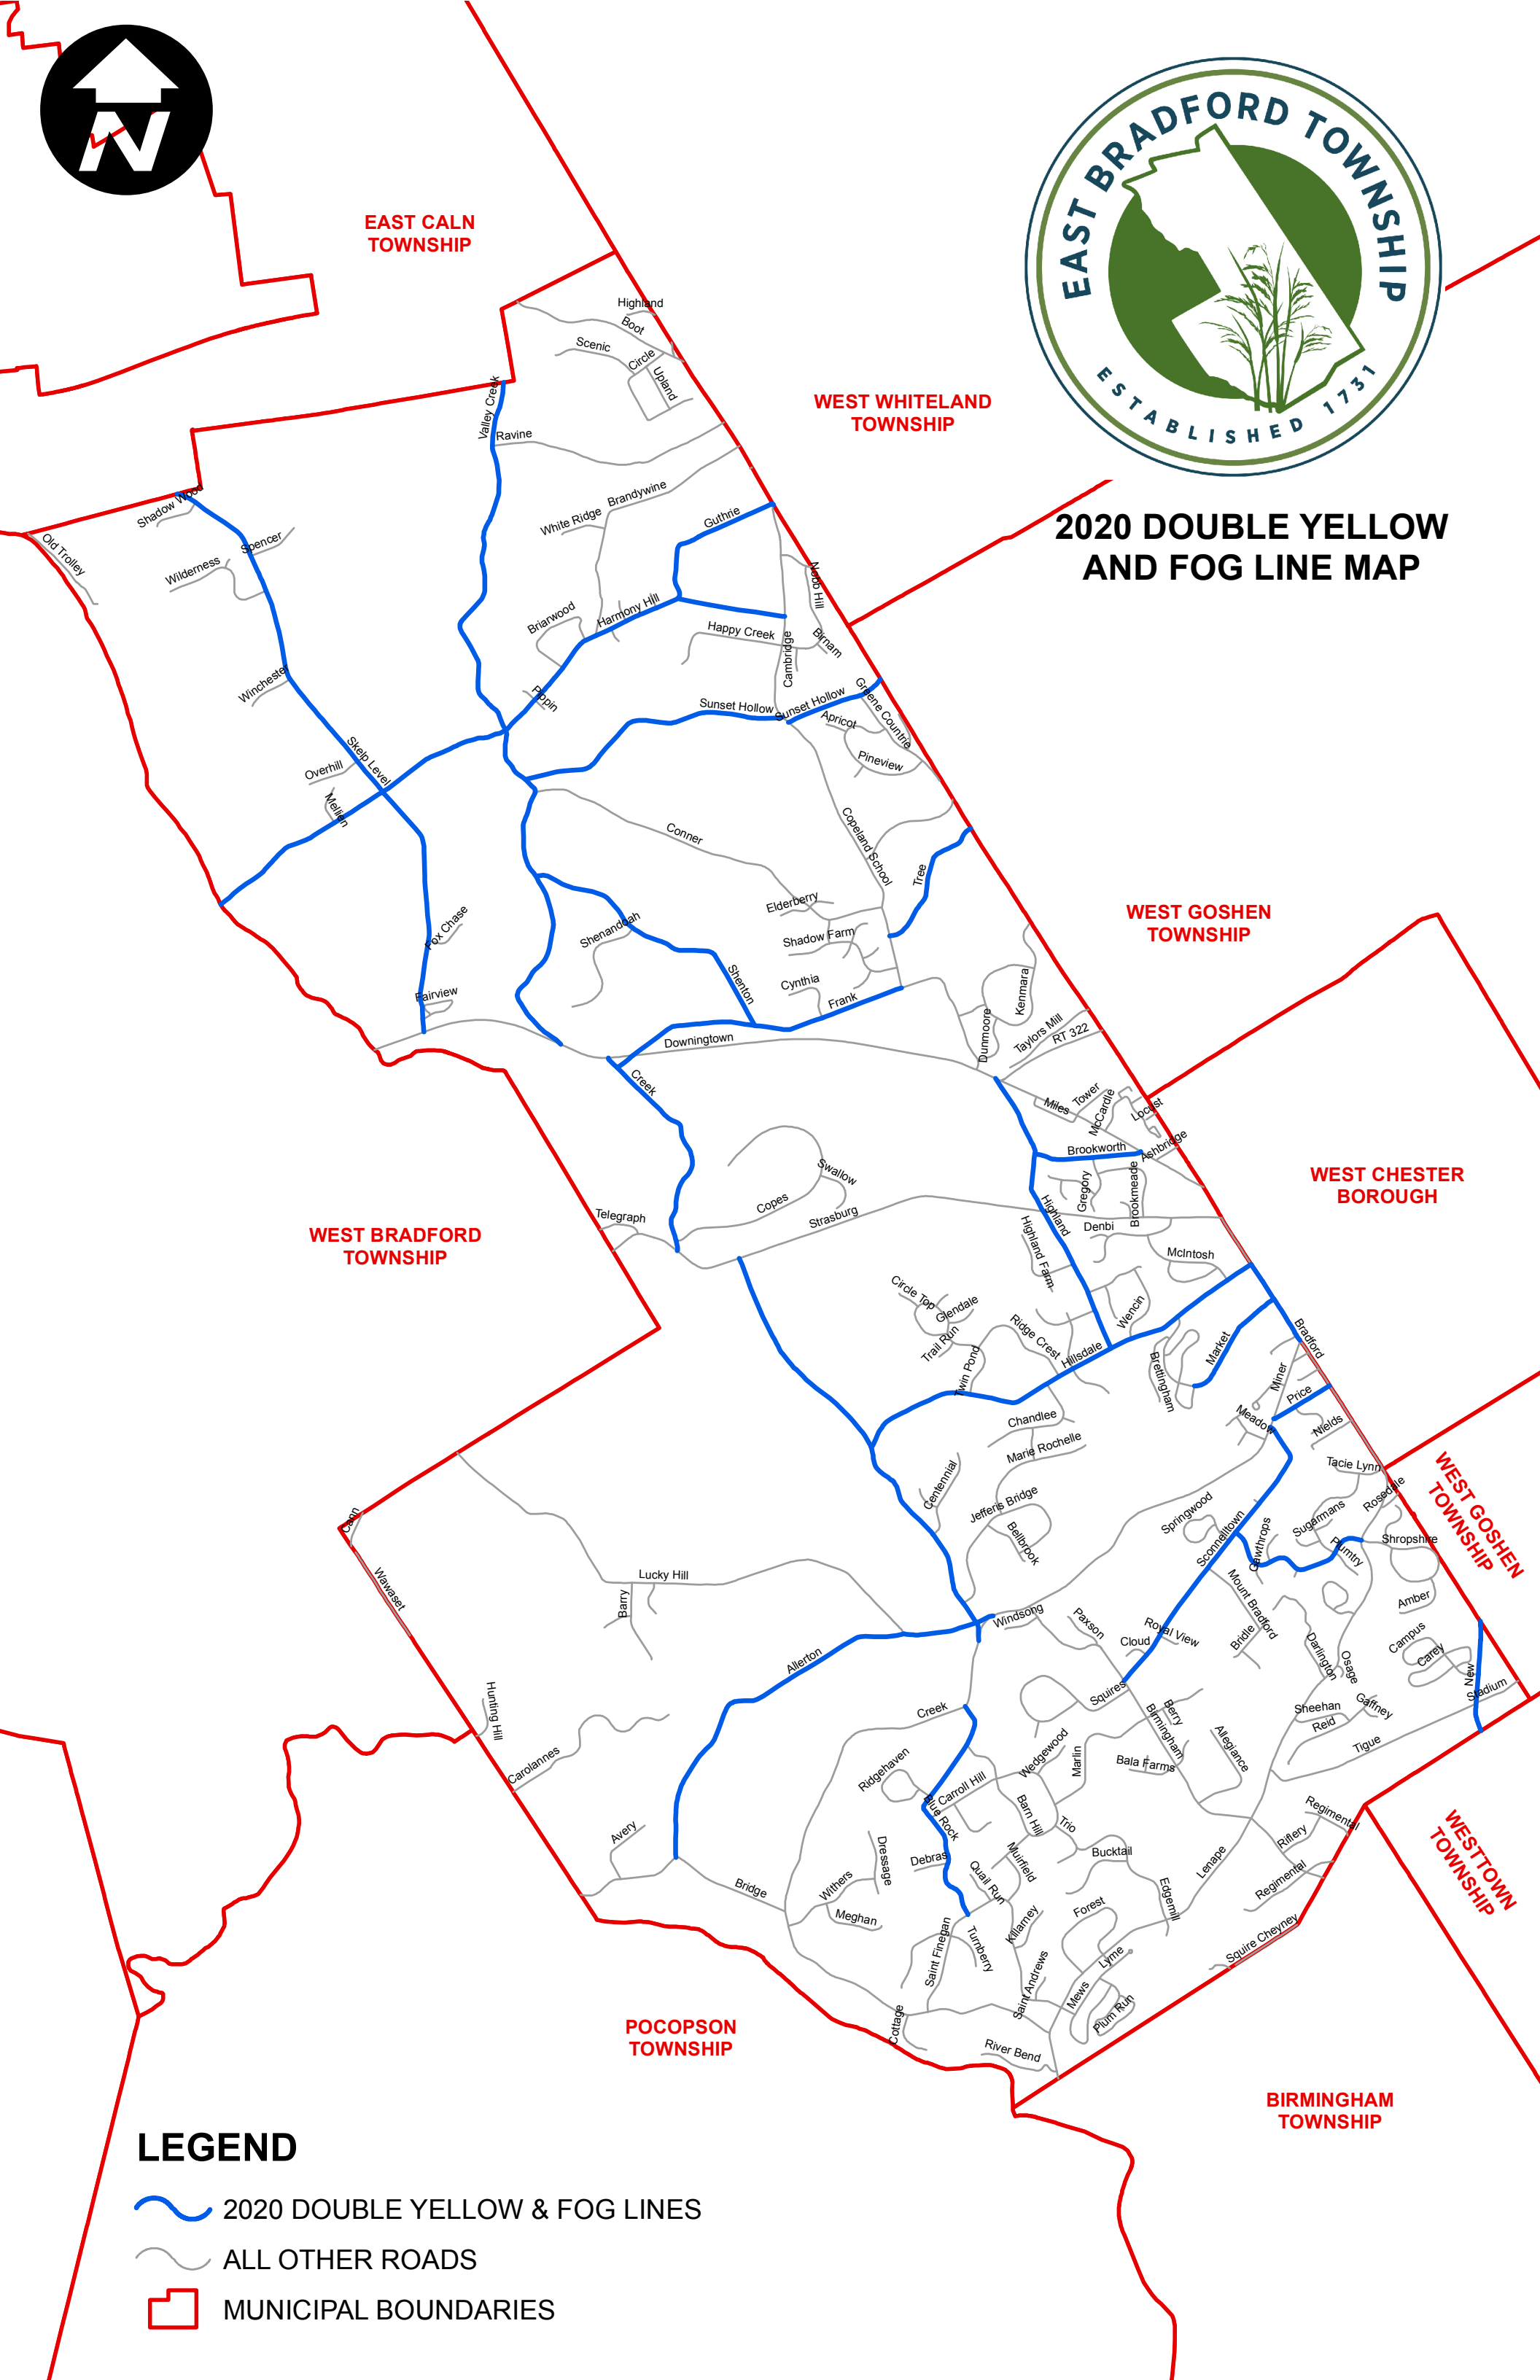 N
EAST BRADFORD TOWNSHIP
ESTABLISHED 1731
2020 DOUBLE YELLOW
AND FOG LINE MAP
EAST CALN
TOWNSHIP
WEST WHITELAND
TOWNSHIP
WEST GOSHEN
TOWNSHIP
WEST CHESTER
BOROUGH
WEST BRADFORD
TOWNSHIP
WEST GOSHEN
TOWNSHIP
WESTTOWN
TOWNSHIP
POCOPSON
TOWNSHIP
BIRMINGHAM
TOWNSHIP
Highland
Boot
Scenic
Circle
Upland
Valley Creek
Ravine
Brandywine
White Ridge
Guthrie
Shadow Wood
Old Trolley
Spencer
Wilderness
Nobb Hill
Harmony Hill
Briarwood
Happy Creek
Birnam
Cambridge
Winchester
Popin
Sunset Hollow
Sunset Hollow
Greene Countrie
Apricot
Pineview
Skelp Level
Overhill
Mellien
Conner
Copeland School
Tree
Elderberry
Fox Chase
Shenandoah
Shadow Farm
Shenton
Cynthia
Frank
Kenmara
Fairview
Downingtown
Dunmoore
Taylors Mill
RT 322
Creek
Miles
Tower
McCardle
Locust
Brookworth
Ashbridge
Swallow
Copes
Strasburg
Telegraph
Gregory
Brookmeade
Highland
Denbi
Highland Farm
McIntosh
Circle Top
Glendale
Trail Run
Twin Pond
Ridge Crest
Hillsdale
Wencin
Brettingham
Market
Bradford
Miner
Price
Meadow
Nields
Chandlee
Marie Rochelle
Tacie Lynn
Centennial
Jefferis Bridge
Bellbrook
Springwood
Sconnelltown
Gawthrops
Sugarmans
Rosedale
Plumtry
Shropshire
Cann
Wawaset
Lucky Hill
Barry
Windsong
Paxson
Mount Bradford
Royal View
Cloud
Bridle
Amber
Campus
Carey
Darlington
Osage
New
Stadium
Allerton
Hunting Hill
Squires
Creek
Berry
Birmingham
Sheehan
Gaffney
Reid
Tigue
Carolannes
Ridgehaven
Wedgewood
Marlin
Bala Farms
Allegiance
Carroll Hill
Blue Rock
Barn Hill
Trio
Regimental
Riflery
Avery
Dressage
Debras
Muirfield
Quail Run
Bucktail
Lenape
Regimental
Bridge
Withers
Meghan
Edgemill
Forest
Killarney
Saint Finegan
Turnberry
Squire Cheyney
Lyme
Saint Andrews
Mews
Plum Run
Cottage
River Bend
LEGEND
2020 DOUBLE YELLOW & FOG LINES
ALL OTHER ROADS
MUNICIPAL BOUNDARIES